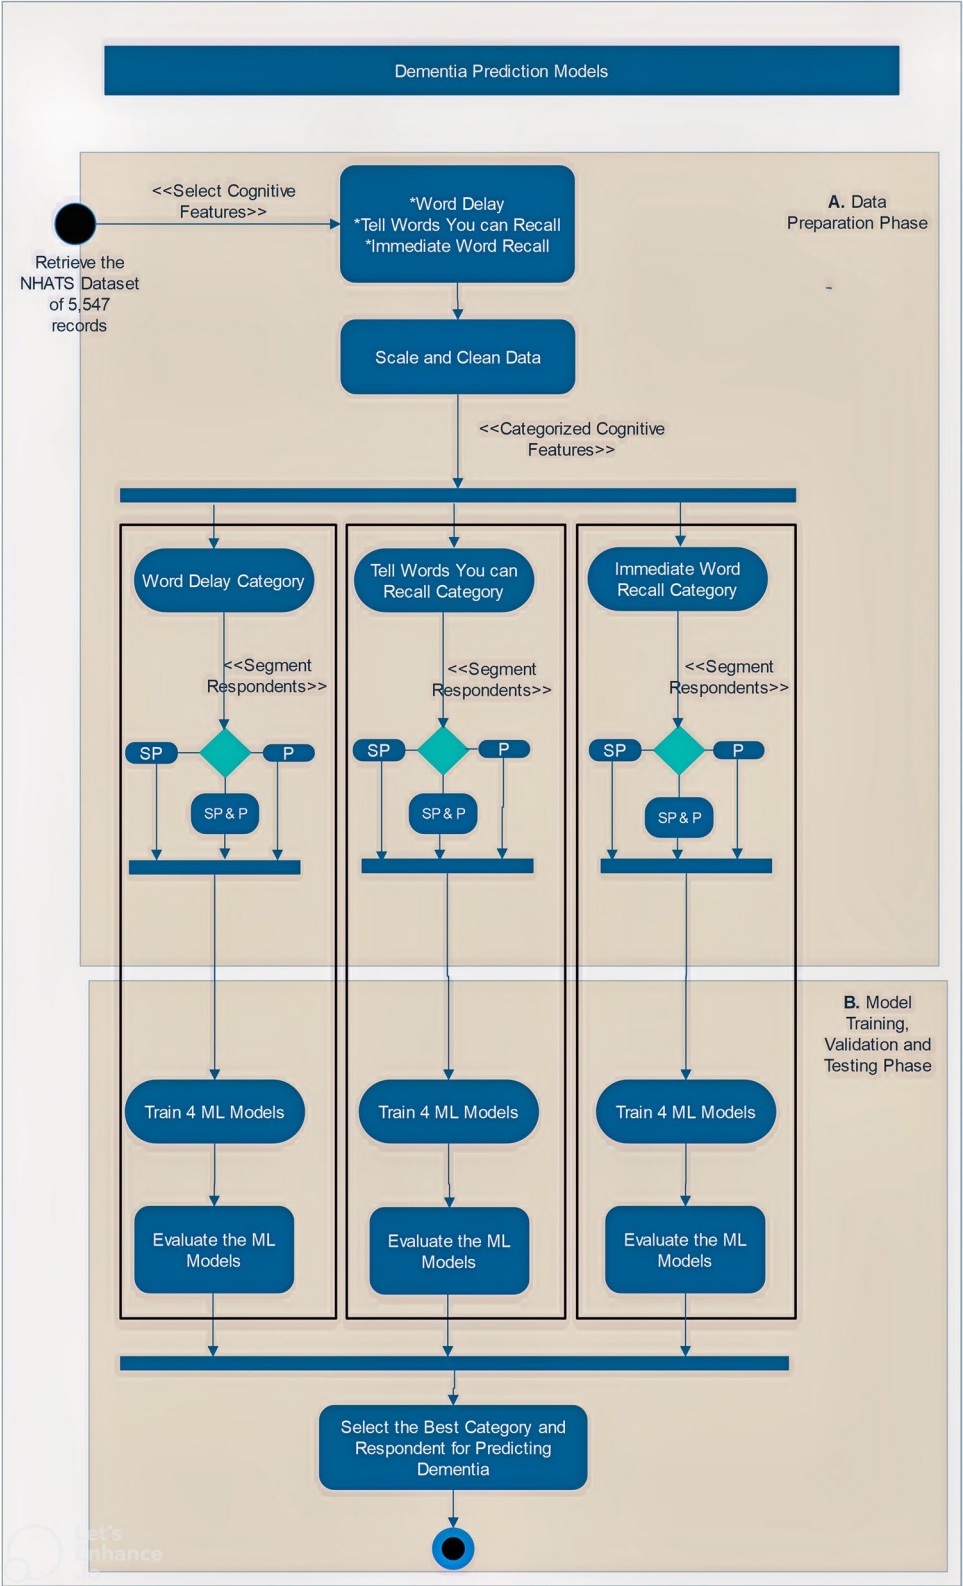 Dementia Prediction Models
<<Select Cognitive
Features>>
*Word Delay
*Tell Words You can Recall
*Immediate Word Recall
A. Data
Preparation Phase
Retrieve the
NHATS Dataset
of 5,547
records
-
Scale and Clean Data
<<Categorized Cognitive
Features>>
Word Delay Category
Tell Words You can
Recall Category
Immediate Word
Recall Category
<<Segment
Respondents>>
<<Segment
Respondents>>
<<Segment
Respondents>>
SP
P
SP & P
SP
P
SP & P
SP
P
SP & P
B. Model
Training,
Validation and
Testing Phase
Train 4 ML Models
Train 4 ML Models
Train 4 ML Models
Evaluate the ML
Models
Evaluate the ML
Models
Evaluate the ML
Models
Select the Best Category and
Respondent for Predicting
Dementia
Let's
Enhance